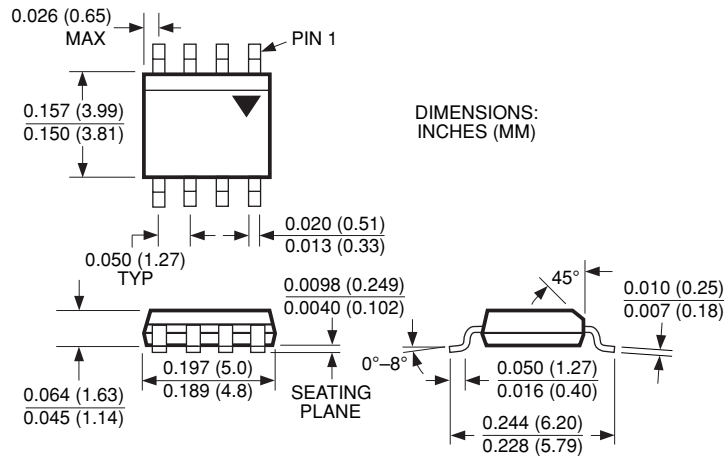 0.026 (0.65)
MAX
PIN 1
0.157 (3.99)
0.150 (3.81)
DIMENSIONS:
INCHES (MM)
0.020 (0.51)
0.013 (0.33)
0.050 (1.27)
TYP
0.0098 (0.249)
0.0040 (0.102)
45°
0.010 (0.25)
0.007 (0.18)
0°–8°
0.064 (1.63)
0.045 (1.14)
0.197 (5.0)
0.189 (4.8)
SEATING
PLANE
0.050 (1.27)
0.016 (0.40)
0.244 (6.20)
0.228 (5.79)